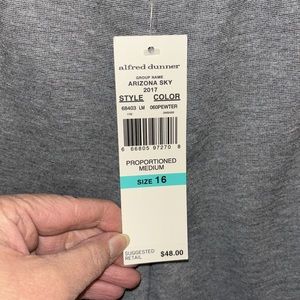 alfred dunner
GROUP NAME
ARIZONA SKY
2017
STYLE COLOR
68403 LM 060PEWTER
6 66805 97270 8
PROPORTIONED
MEDIUM
SIZE 16
SUGGESTED
RETAIL $48.00